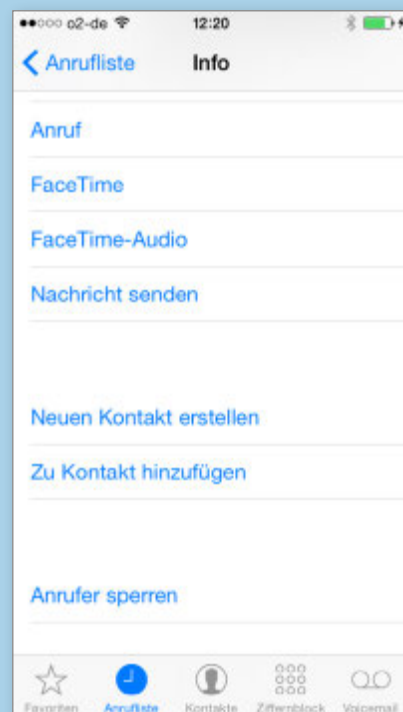 o2-de 12:20
Anrufliste Info
Anruf
FaceTime
FaceTime-Audio
Nachricht senden
Neuen Kontakt erstellen
Zu Kontakt hinzufügen
Anrufer sperren
Favoriten Anrufliste Kontakte Ziffernblock Voicemail